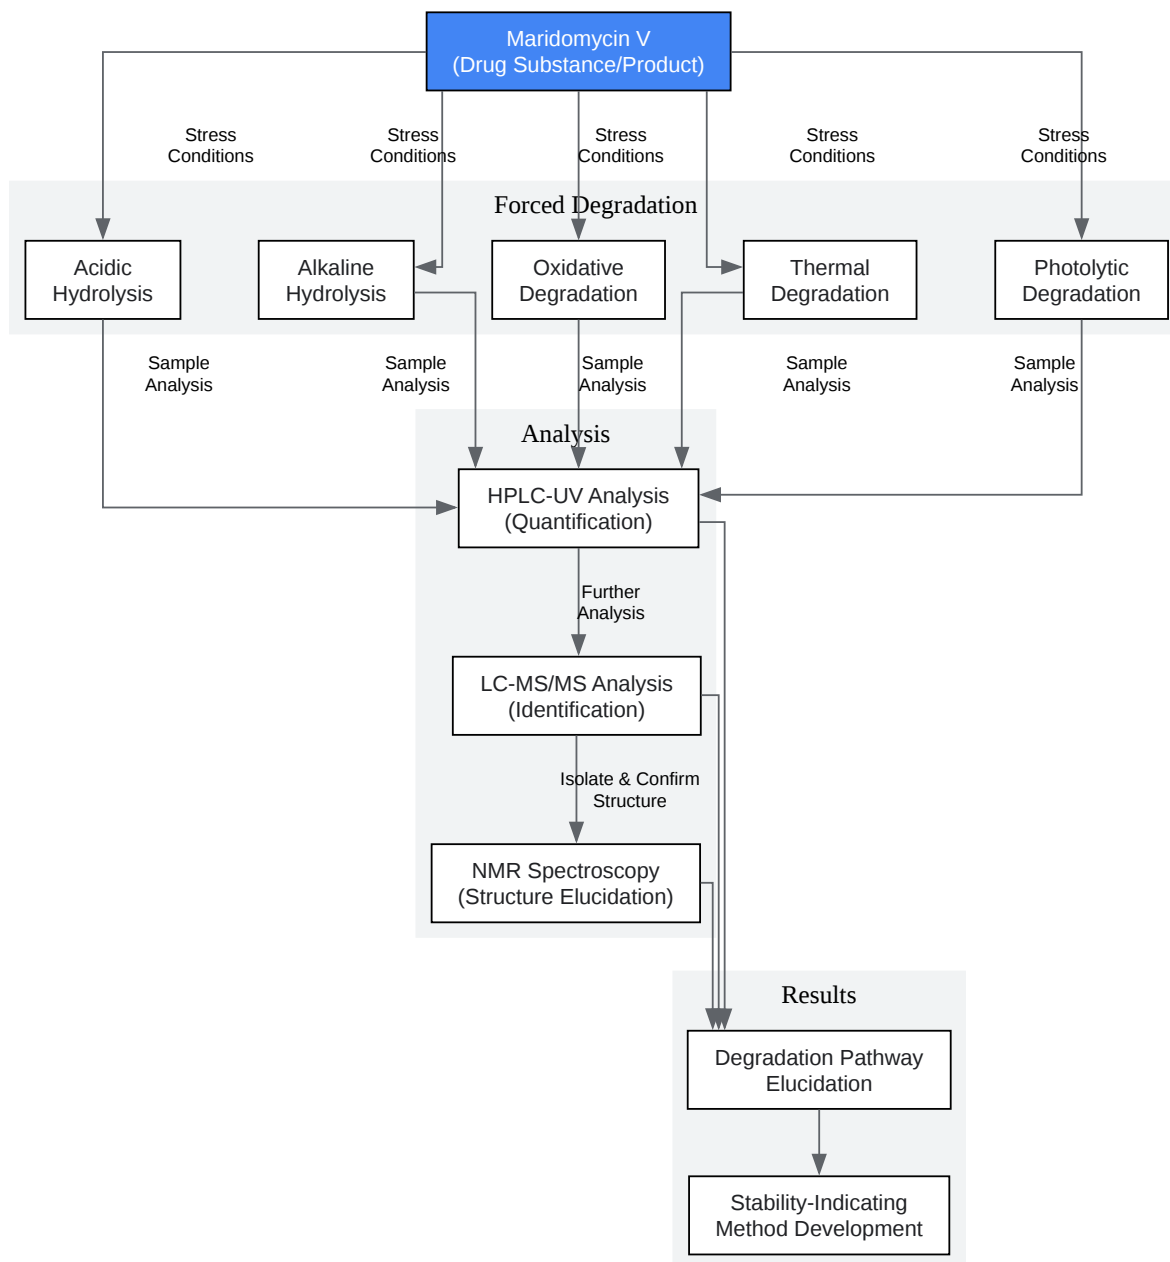 Maridomycin V
(Drug Substance/Product)
Stress
Conditions
Stress
Conditions
Stress
Conditions
Stress
Conditions
Stress
Conditions
Forced Degradation
Acidic
Hydrolysis
Alkaline
Hydrolysis
Oxidative
Degradation
Thermal
Degradation
Photolytic
Degradation
Sample
Analysis
Sample
Analysis
Sample
Analysis
Sample
Analysis
Sample
Analysis
Analysis
HPLC-UV Analysis
(Quantification)
Further
Analysis
LC-MS/MS Analysis
(Identification)
Isolate & Confirm
Structure
NMR Spectroscopy
(Structure Elucidation)
Results
Degradation Pathway
Elucidation
Stability-Indicating
Method Development